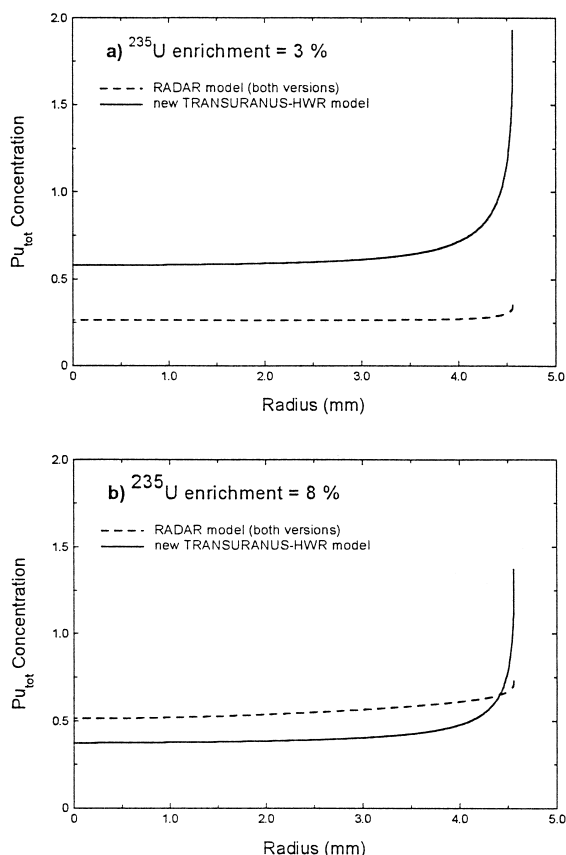 2.0
a) ²³⁵U enrichment = 3 %
RADAR model (both versions)
new TRANSURANUS-HWR model
1.5
1.0
0.5
0
Pu_tot Concentration
0 1.0 2.0 3.0 4.0 5.0
Radius (mm)
2.0
b) ²³⁵U enrichment = 8 %
RADAR model (both versions)
new TRANSURANUS-HWR model
1.5
1.0
0.5
0
Pu_tot Concentration
0 1.0 2.0 3.0 4.0 5.0
Radius (mm)